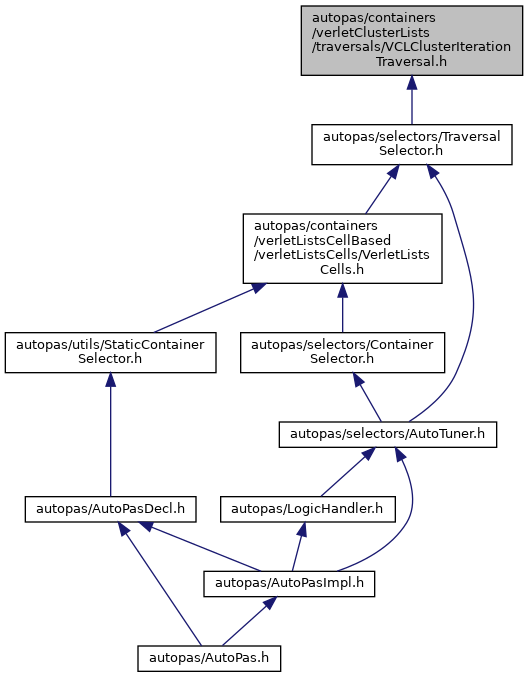 autopas/containers
/verletClusterLists
/traversals/VCLClusterIteration
Traversal.h
autopas/selectors/Traversal
Selector.h
autopas/containers
/verletListsCellBased
/verletListsCells/VerletLists
Cells.h
autopas/utils/StaticContainer
Selector.h
autopas/selectors/Container
Selector.h
autopas/selectors/AutoTuner.h
autopas/AutoPasDecl.h
autopas/LogicHandler.h
autopas/AutoPasImpl.h
autopas/AutoPas.h